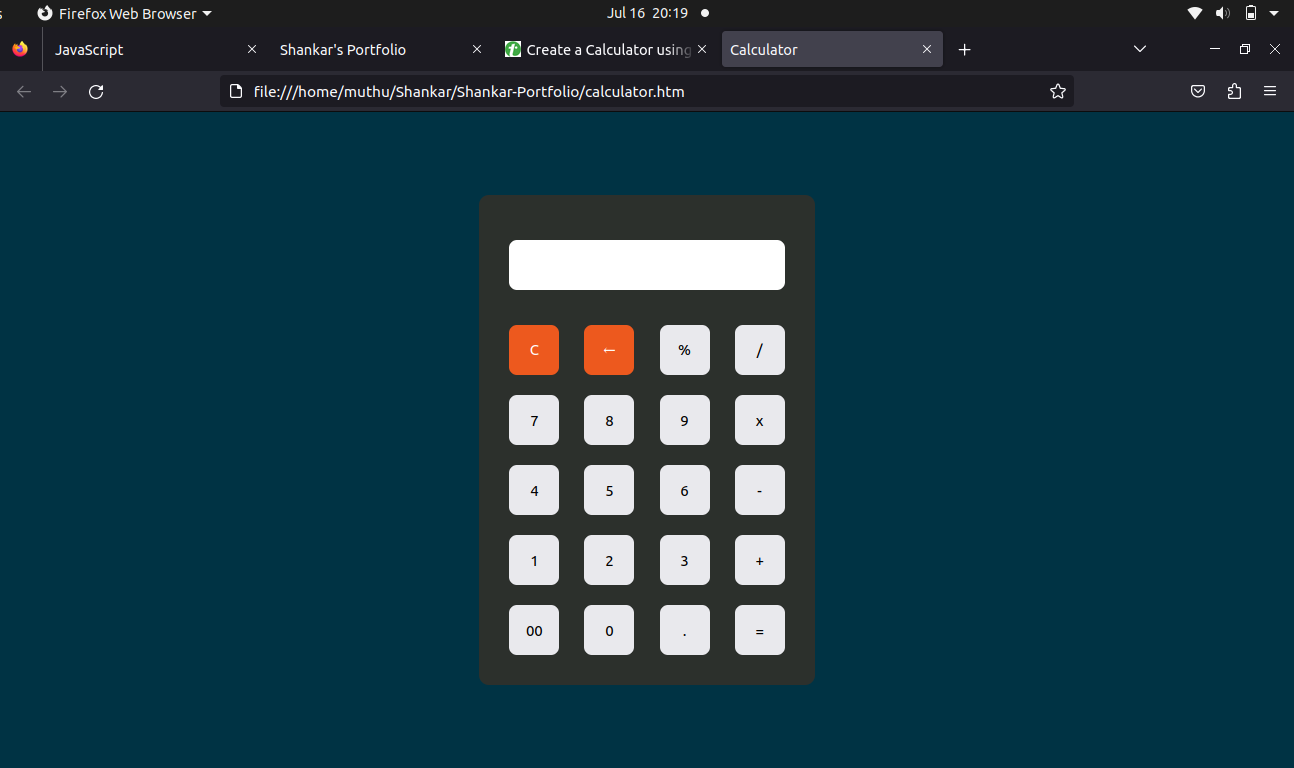 s Firefox Web Browser Jul 16 20:19
JavaScript Shankar's Portfolio Create a Calculator using Calculator
file:///home/muthu/Shankar/Shankar-Portfolio/calculator.htm
C ← % /
7 8 9 x
4 5 6 -
1 2 3 +
00 0 . =